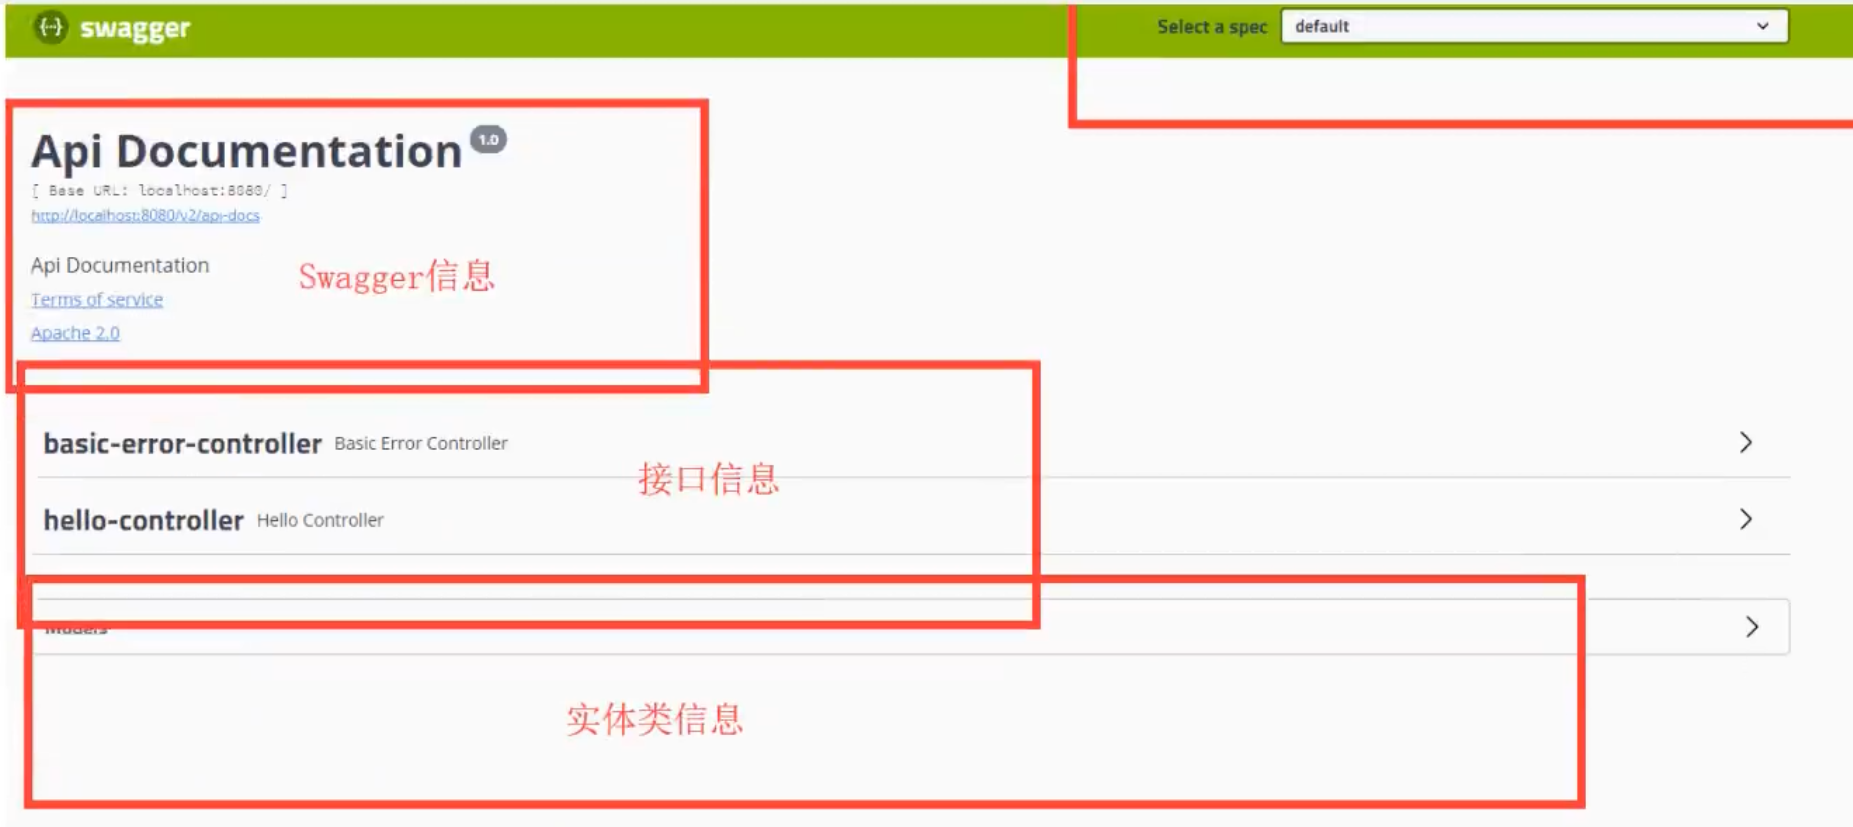 swagger
Select a spec default
Api Documentation 1.0
[ Base URL: localhost:8080/ ]
http://localhost:8080/v2/api-docs
Api Documentation
Swagger信息
Terms of service
Apache 2.0
basic-error-controller Basic Error Controller
接口信息
hello-controller Hello Controller
Models
实体类信息